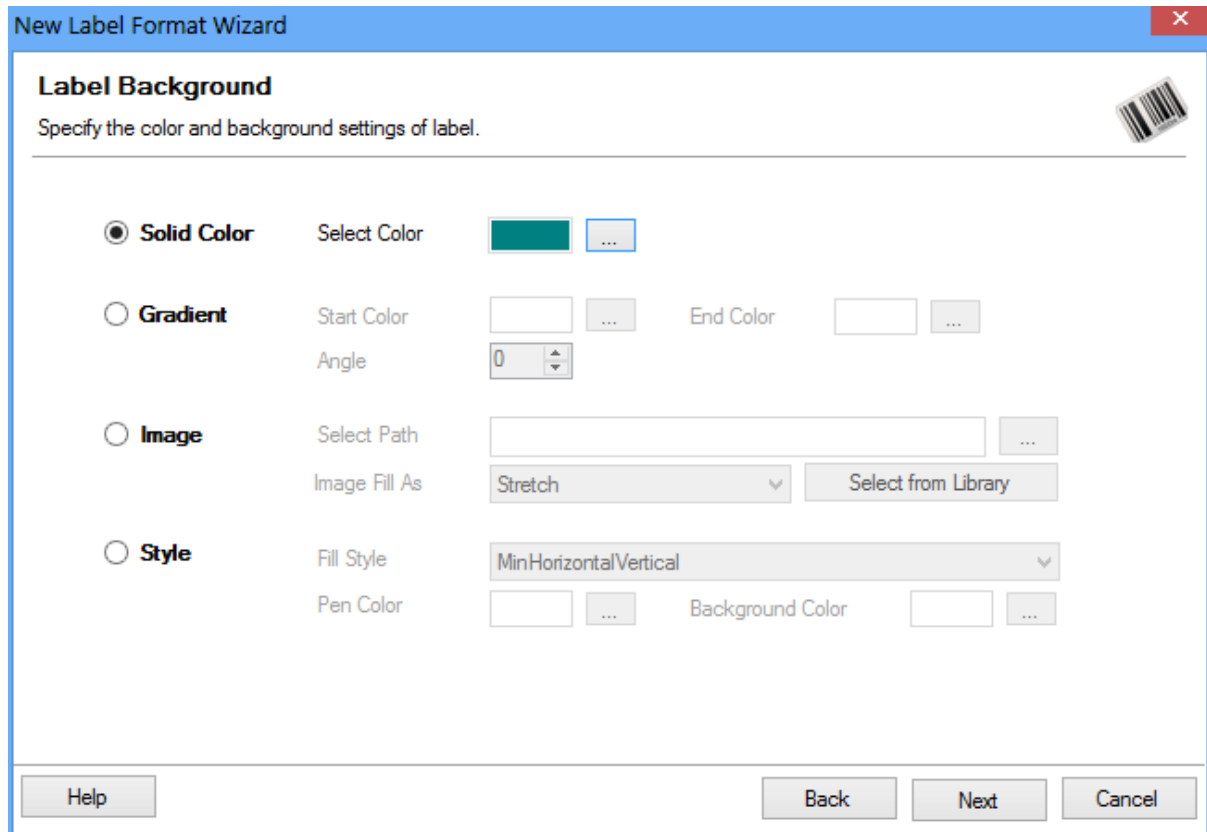 New Label Format Wizard
Label Background
Specify the color and background settings of label.
Solid Color Select Color ...
Gradient Start Color ... End Color ...
Angle 0
Image Select Path ...
Image Fill As Stretch Select from Library
Style Fill Style MinHorizontalVertical
Pen Color ... Background Color ...
Help Back Next Cancel